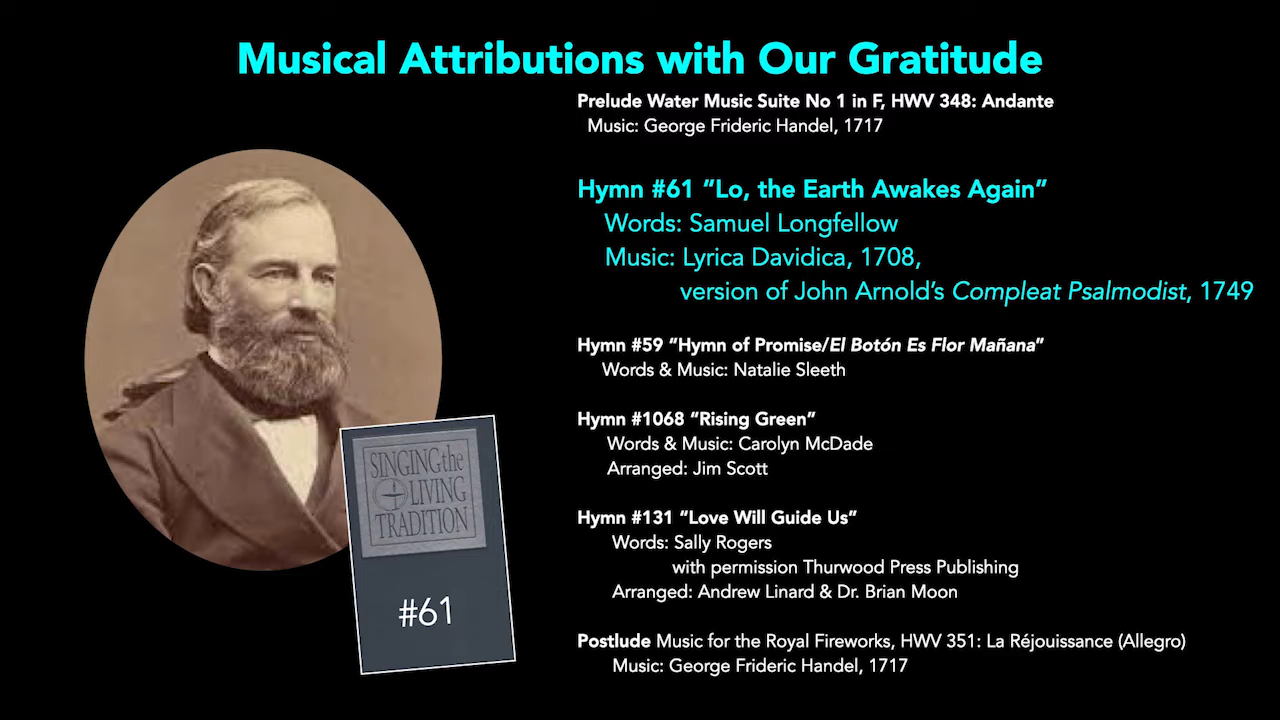 Musical Attributions with Our Gratitude
Prelude Water Music Suite No 1 in F, HWV 348: Andante
Music: George Frideric Handel, 1717
Hymn #61 “Lo, the Earth Awakes Again”
Words: Samuel Longfellow
Music: Lyrica Davidica, 1708,
version of John Arnold’s Compleat Psalmodist, 1749
Hymn #59 “Hymn of Promise/El Botón Es Flor Mañana”
Words & Music: Natalie Sleeth
Hymn #1068 “Rising Green”
Words & Music: Carolyn McDade
Arranged: Jim Scott
Hymn #131 “Love Will Guide Us”
Words: Sally Rogers
with permission Thurwood Press Publishing
Arranged: Andrew Linard & Dr. Brian Moon
Postlude Music for the Royal Fireworks, HWV 351: La Réjouissance (Allegro)
Music: George Frideric Handel, 1717
SINGING the
LIVING
TRADITION
#61